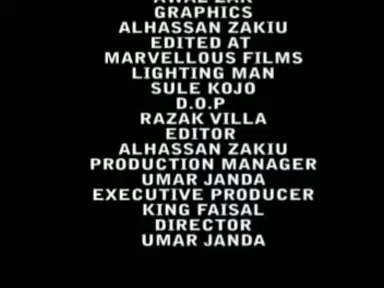 GRAPHICS
ALHASSAN ZAKIU
EDITED AT
MARVELLOUS FILMS
LIGHTING MAN
SULE KOJO
D.O.P
RAZAK VILLA
EDITOR
ALHASSAN ZAKIU
PRODUCTION MANAGER
UMAR JANDA
EXECUTIVE PRODUCER
KING FAISAL
DIRECTOR
UMAR JANDA